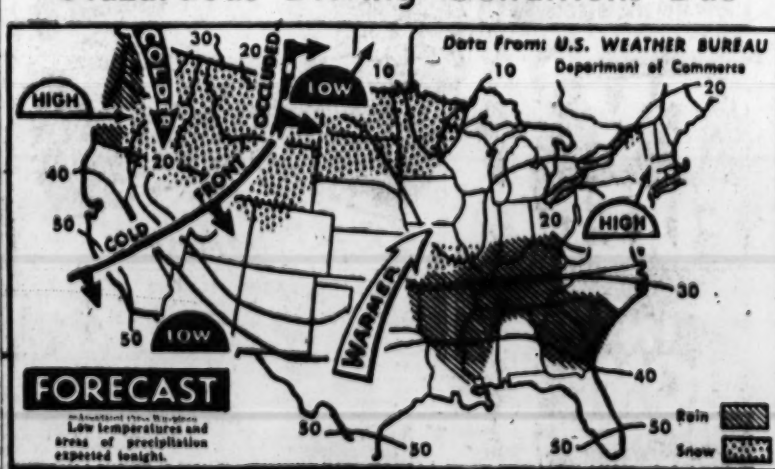 Data From: U.S. WEATHER BUREAU
Department of Commerce
COLDER
30
20
OCCLUDED
LOW
10
10
20
HIGH
20
40
FRONT
50
COLD
20
HIGH
WARMER
30
50
LOW
40
FORECAST
Low temperatures and
areas of precipitation
expected tonight.
50
50
50
50
Rain
Snow